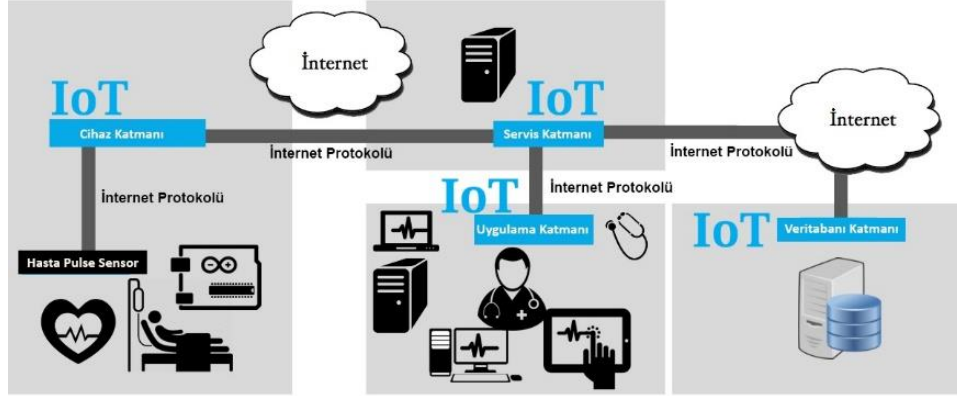 İnternet
IoT
Cihaz Katmanı
İnternet Protokolü
İnternet Protokolü
Hasta Pulse Sensor
IoT
Servis Katmanı
İnternet Protokolü
İnternet
İnternet Protokolü
IoT
Uygulama Katmanı
IoT
Veritabanı Katmanı